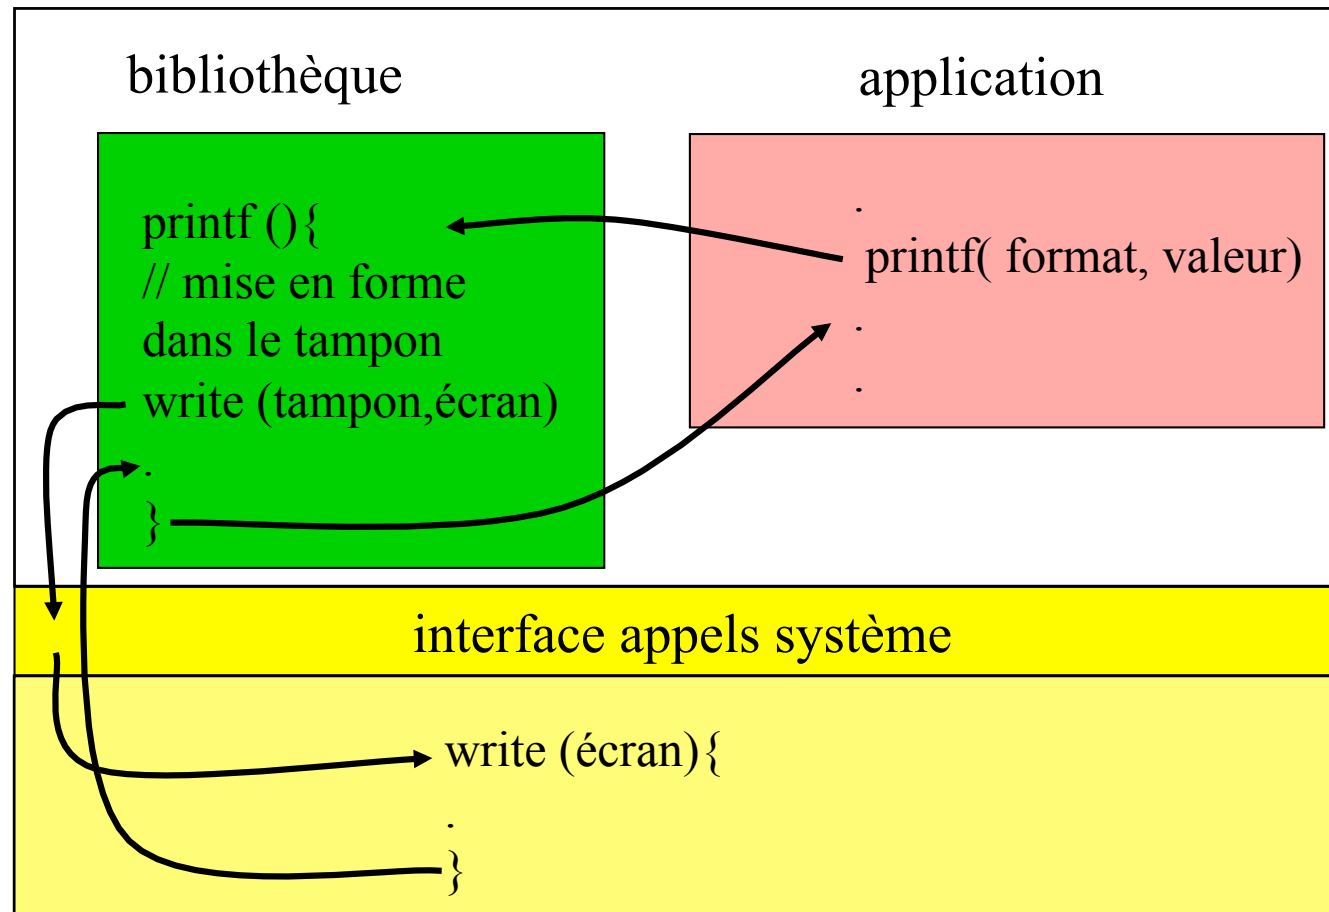 bibliothèque
printf (){
// mise en forme
dans le tampon
write (tampon,écran)
.
}
application
.
printf( format, valeur)
.
.
interface appels système
write (écran){
.
}